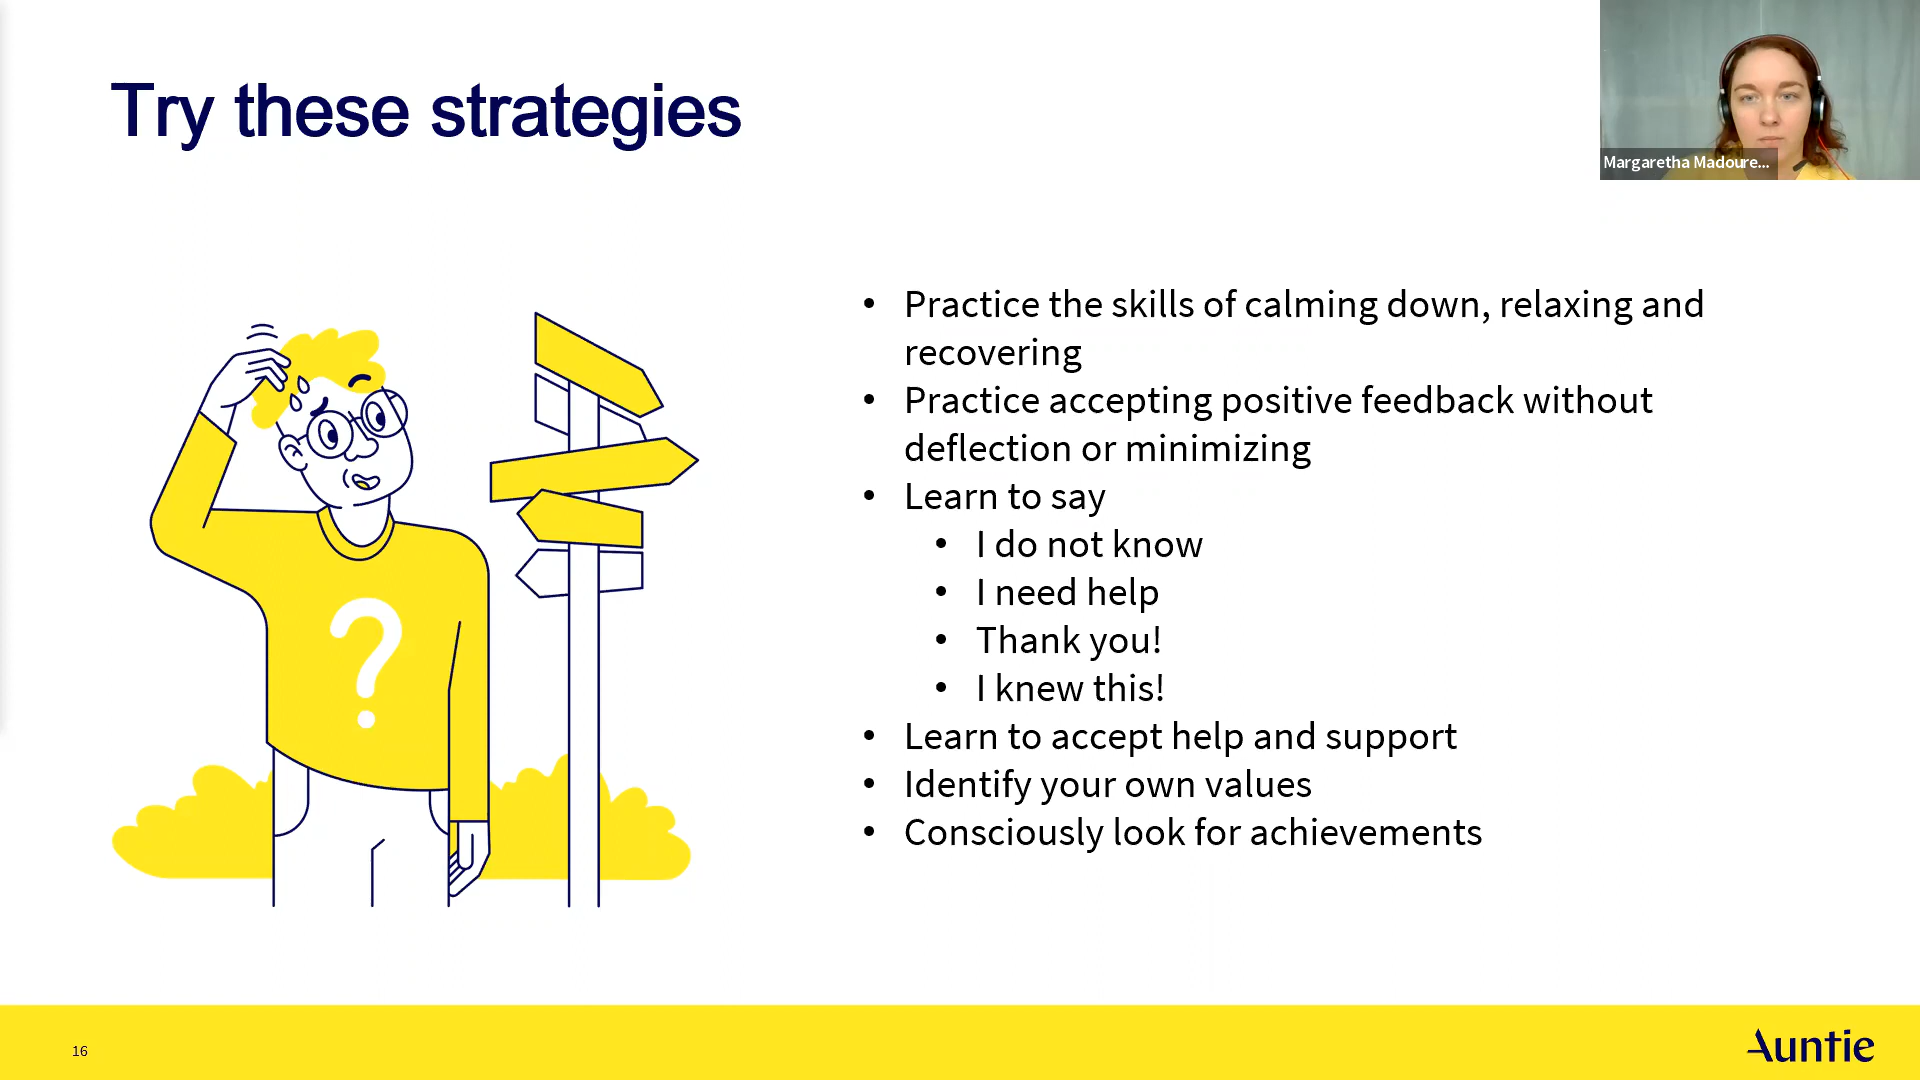 Try these strategies
Margaretha Madoure...
• Practice the skills of calming down, relaxing and
recovering
• Practice accepting positive feedback without
deflection or minimizing
• Learn to say
• I do not know
• I need help
• Thank you!
• I knew this!
• Learn to accept help and support
• Identify your own values
• Consciously look for achievements
?
16
Auntie